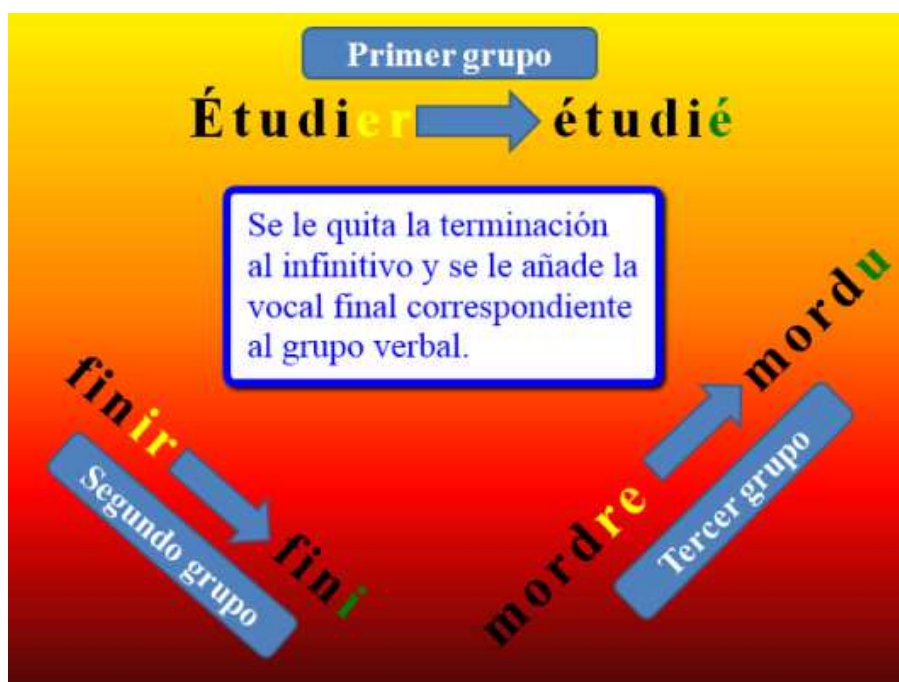 Primer grupo
Étudier étudié
Se le quita la terminación
al infinitivo y se le añade la
vocal final correspondiente
al grupo verbal.
finir
fini
Segundo grupo
mordre
mordu
Tercer grupo